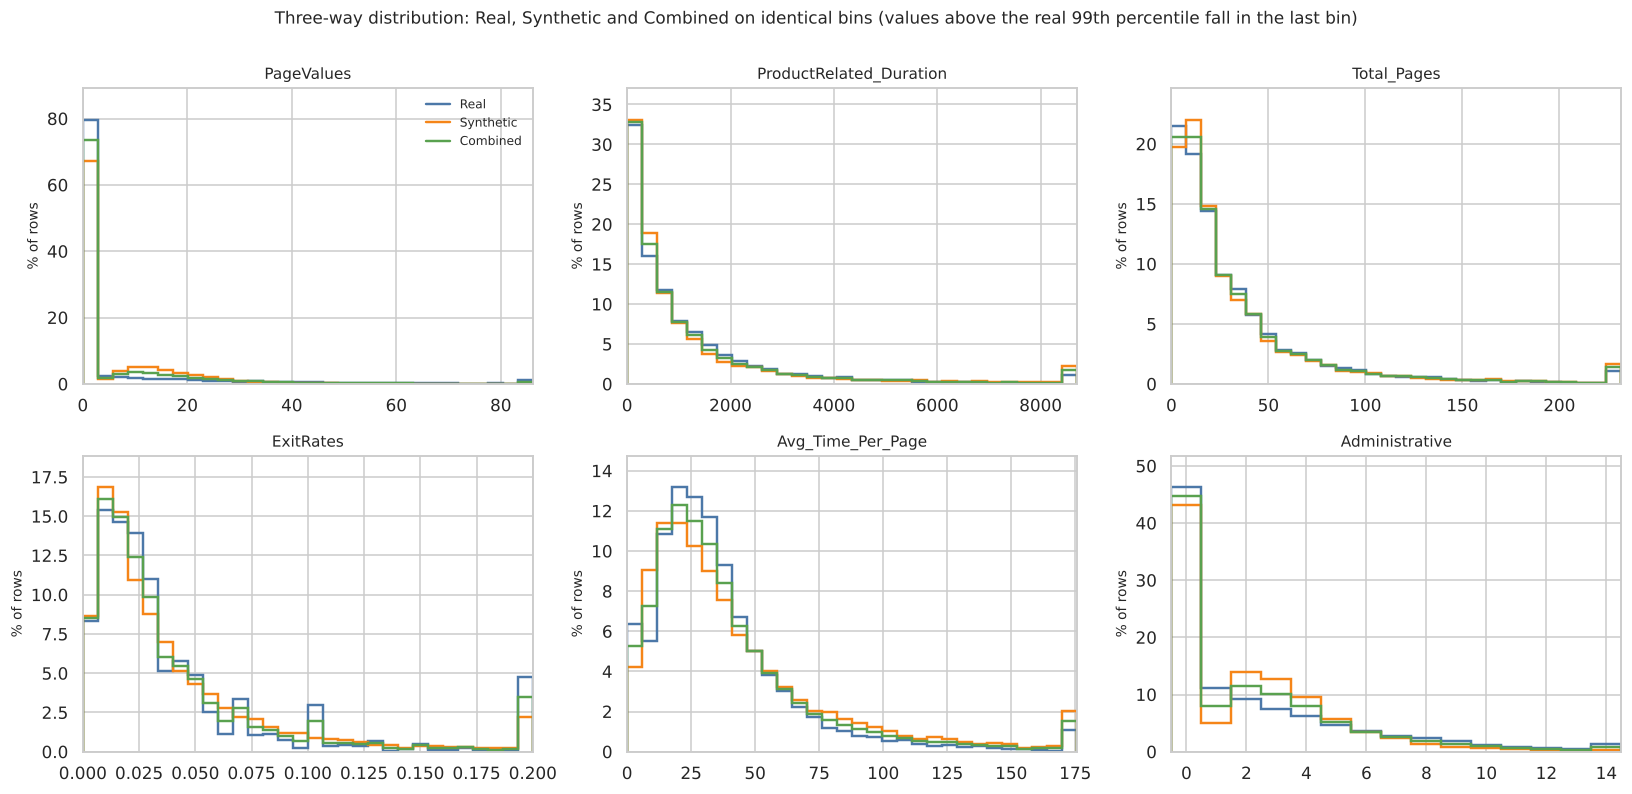 Three-way distribution: Real, Synthetic and Combined on identical bins (values above the real 99th percentile fall in the last bin)
PageValues
% of rows
80
60
40
20
0
0 20 40 60 80
Real
Synthetic
Combined
ProductRelated_Duration
% of rows
35
30
25
20
15
10
5
0
0 2000 4000 6000 8000
Total_Pages
% of rows
20
15
10
5
0
0 50 100 150 200
ExitRates
% of rows
17.5
15.0
12.5
10.0
7.5
5.0
2.5
0.0
0.000 0.025 0.050 0.075 0.100 0.125 0.150 0.175 0.200
Avg_Time_Per_Page
% of rows
14
12
10
8
6
4
2
0
0 25 50 75 100 125 150 175
Administrative
% of rows
50
40
30
20
10
0
0 2 4 6 8 10 12 14